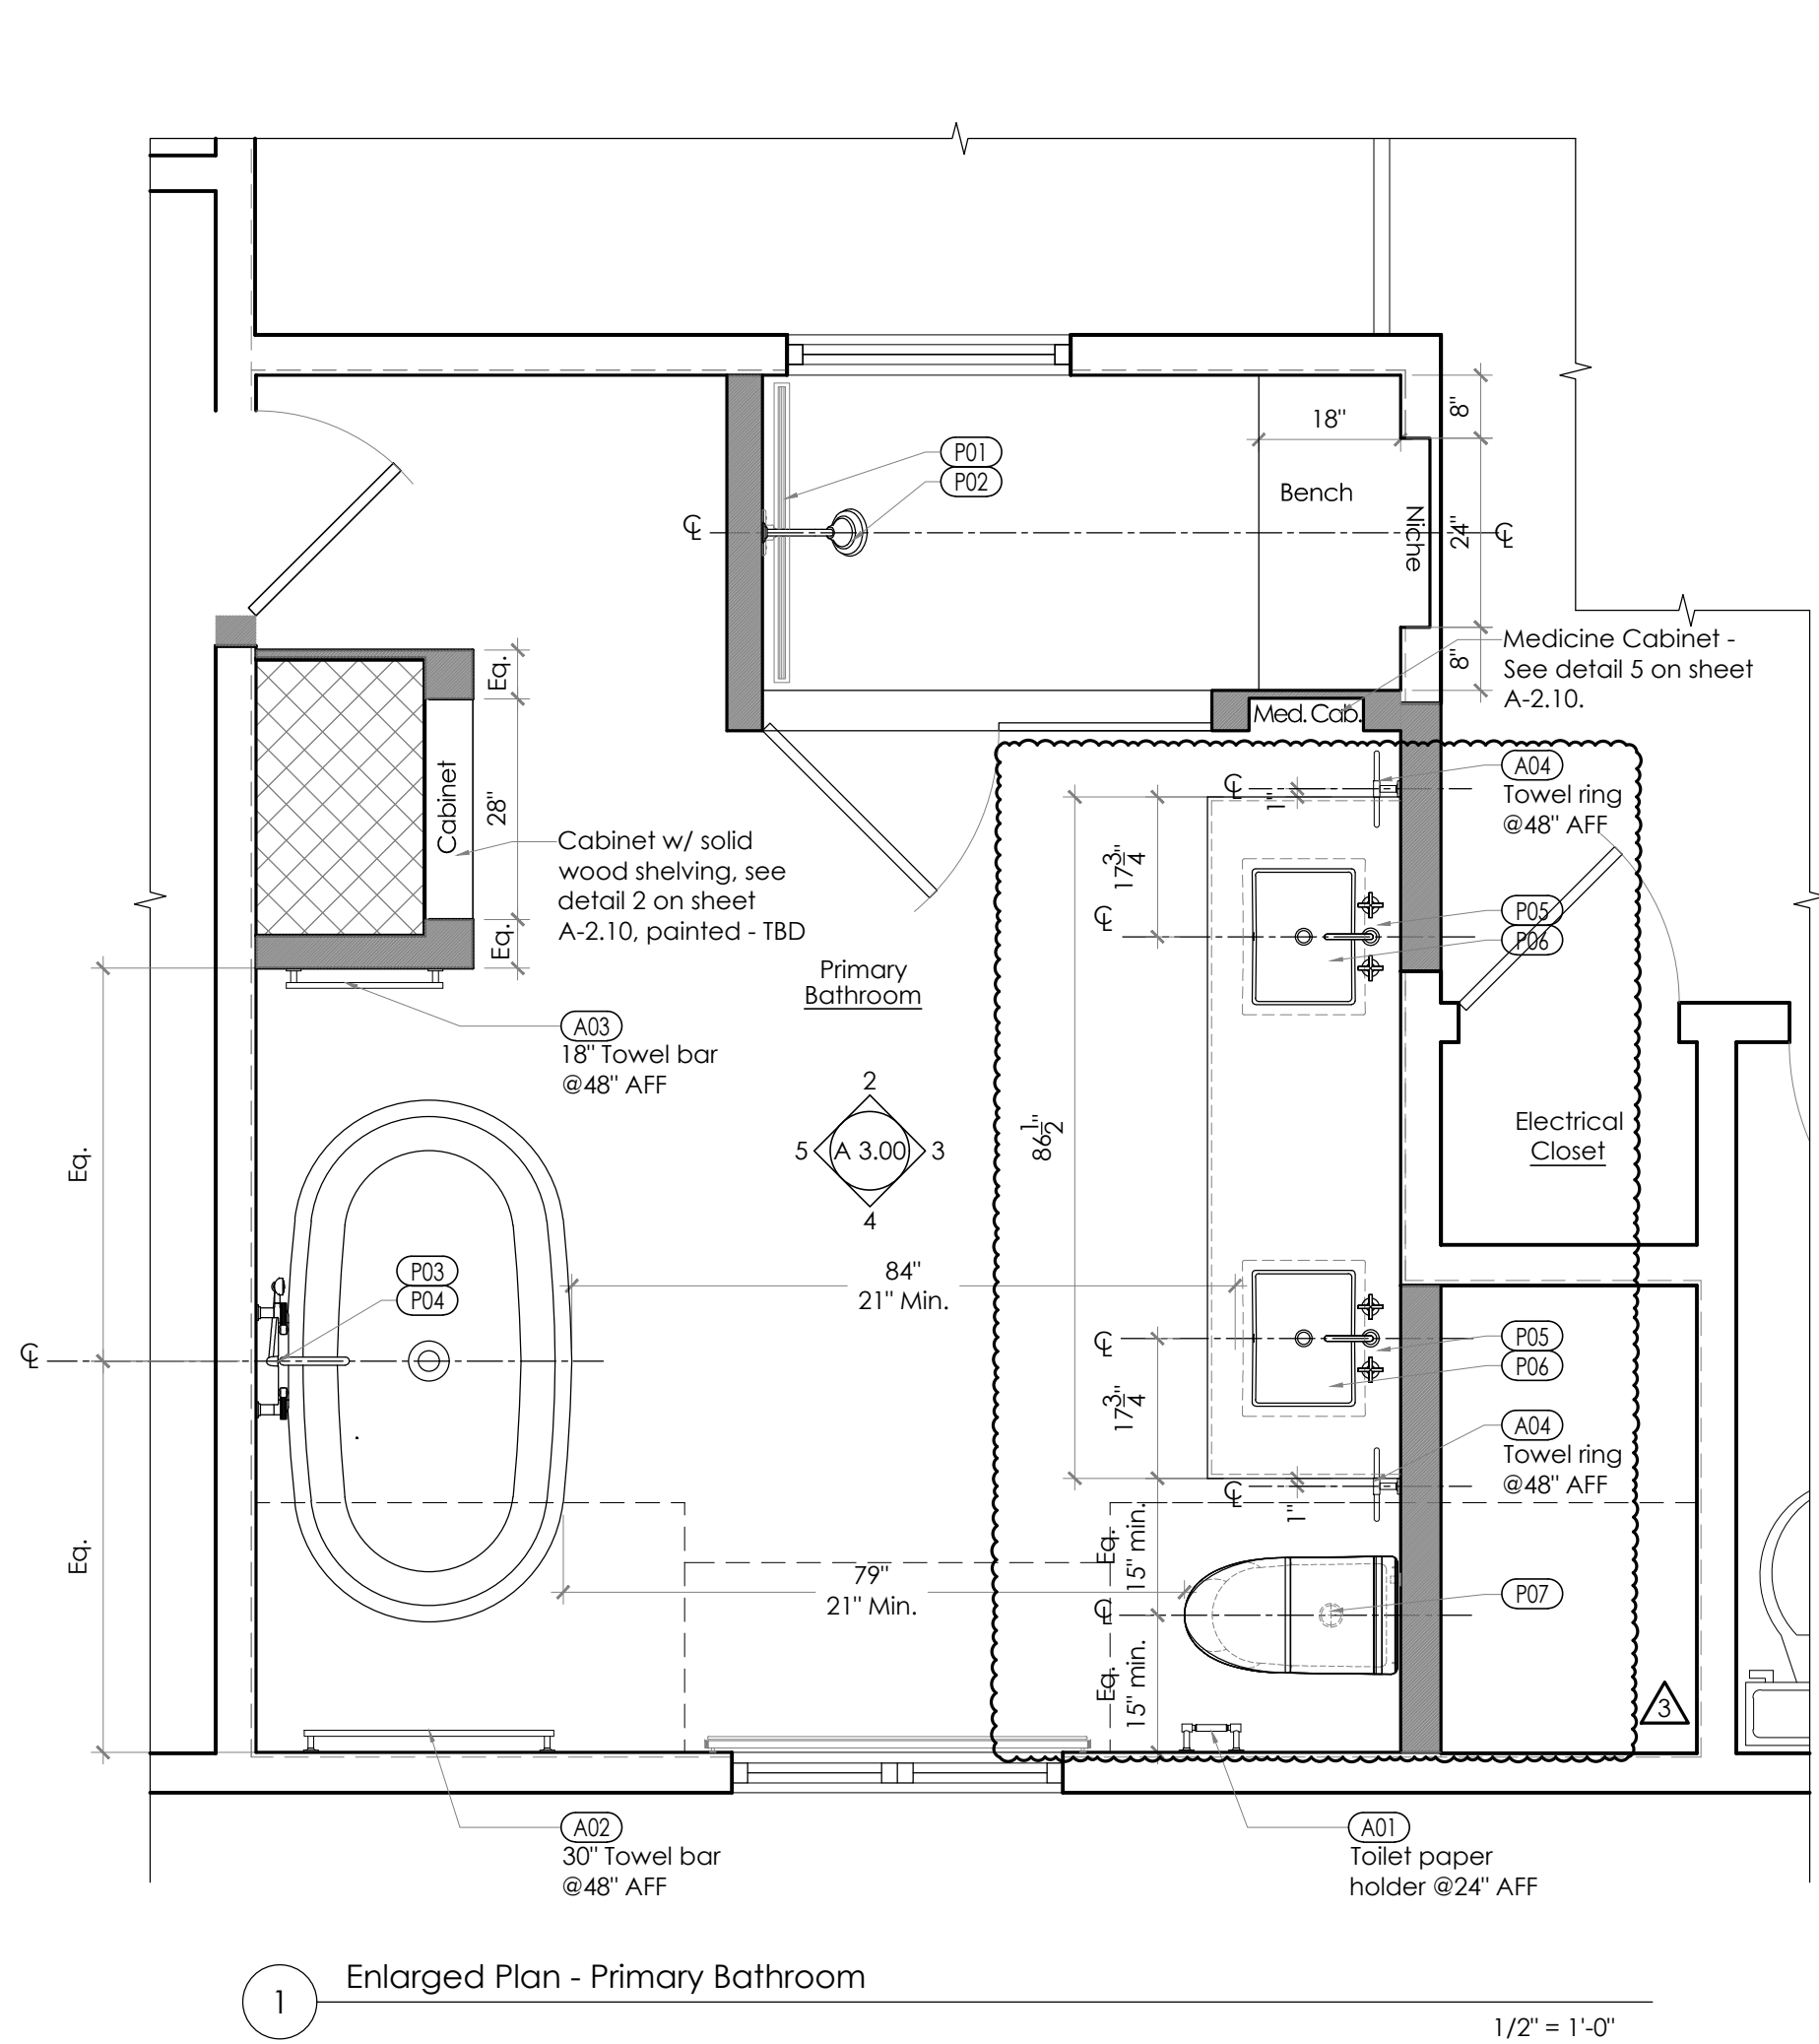 P01
P02
18"
8"
Bench
Niche
24"
8"
℄
℄
Medicine Cabinet -
See detail 5 on sheet
A-2.10.
Med. Cab.
Eq.
28"
Cabinet
Eq.
Cabinet w/ solid
wood shelving, see
detail 2 on sheet
A-2.10, painted - TBD
℄
1"
A04
Towel ring
@48" AFF
17 3/4"
℄
P05
P06
Primary
Bathroom
A03
18" Towel bar
@48" AFF
2
5
A 3.00
3
4
86 1/2"
Electrical
Closet
Eq.
84"
21" Min.
P03
P04
℄
℄
P05
P06
17 3/4"
A04
Towel ring
@48" AFF
℄
1"
Eq.
79"
21" Min.
Eq.
15" min.
℄
P07
Eq.
15" min.
3
A02
30" Towel bar
@48" AFF
A01
Toilet paper
holder @24" AFF
1
Enlarged Plan - Primary Bathroom
1/2" = 1'-0"